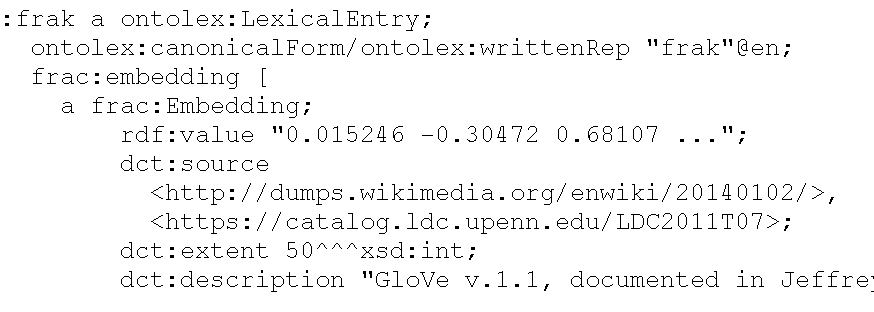 :frak a ontolex:LexicalEntry;
ontolex:canonicalForm/ontolex:writtenRep "frak"@en;
frac:embedding [
a frac:Embedding;
rdf:value "0.015246 -0.30472 0.68107 ...";
dct:source
<http://dumps.wikimedia.org/enwiki/20140102/>,
<https://catalog.ldc.upenn.edu/LDC2011T07>;
dct:extent 50^^^xsd:int;
dct:description "GloVe v.1.1, documented in Jeffrey